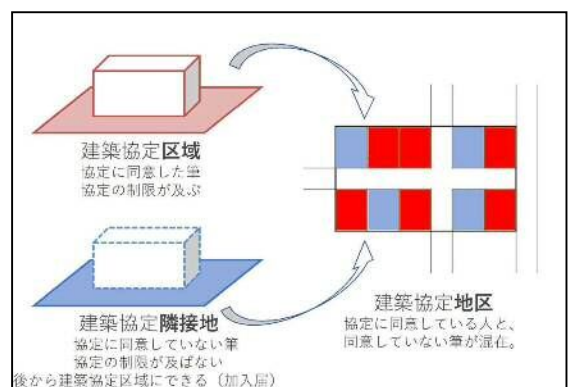 建築協定区域
協定に同意した筆
協定の制限が及ぶ
建築協定隣接地
協定に同意していない筆
協定の制限が及ばない
後から建築協定区域にできる（加入届）
建築協定地区
協定に同意している人と、
同意していない筆が混在。